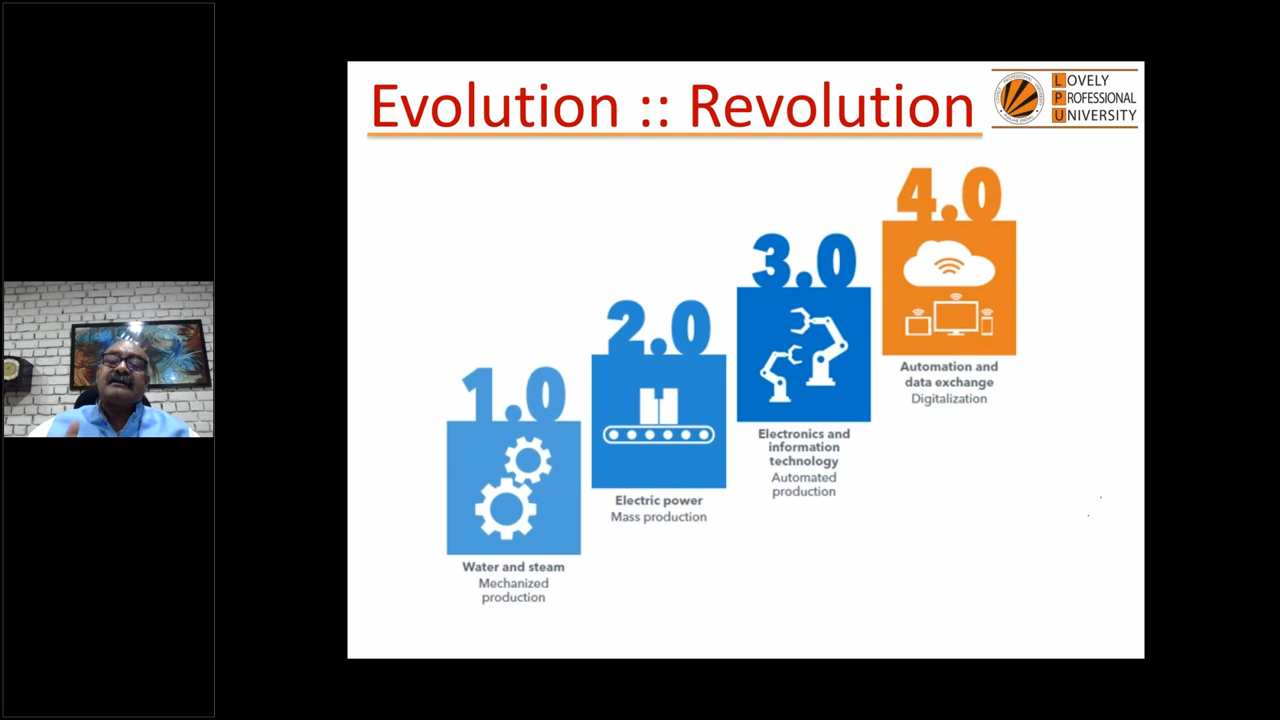 Evolution :: Revolution
LOVELY
PROFESSIONAL
UNIVERSITY
4.0
Automation and
data exchange
Digitalization
3.0
Electronics and
information
technology
Automated
production
2.0
Electric power
Mass production
1.0
Water and steam
Mechanized
production